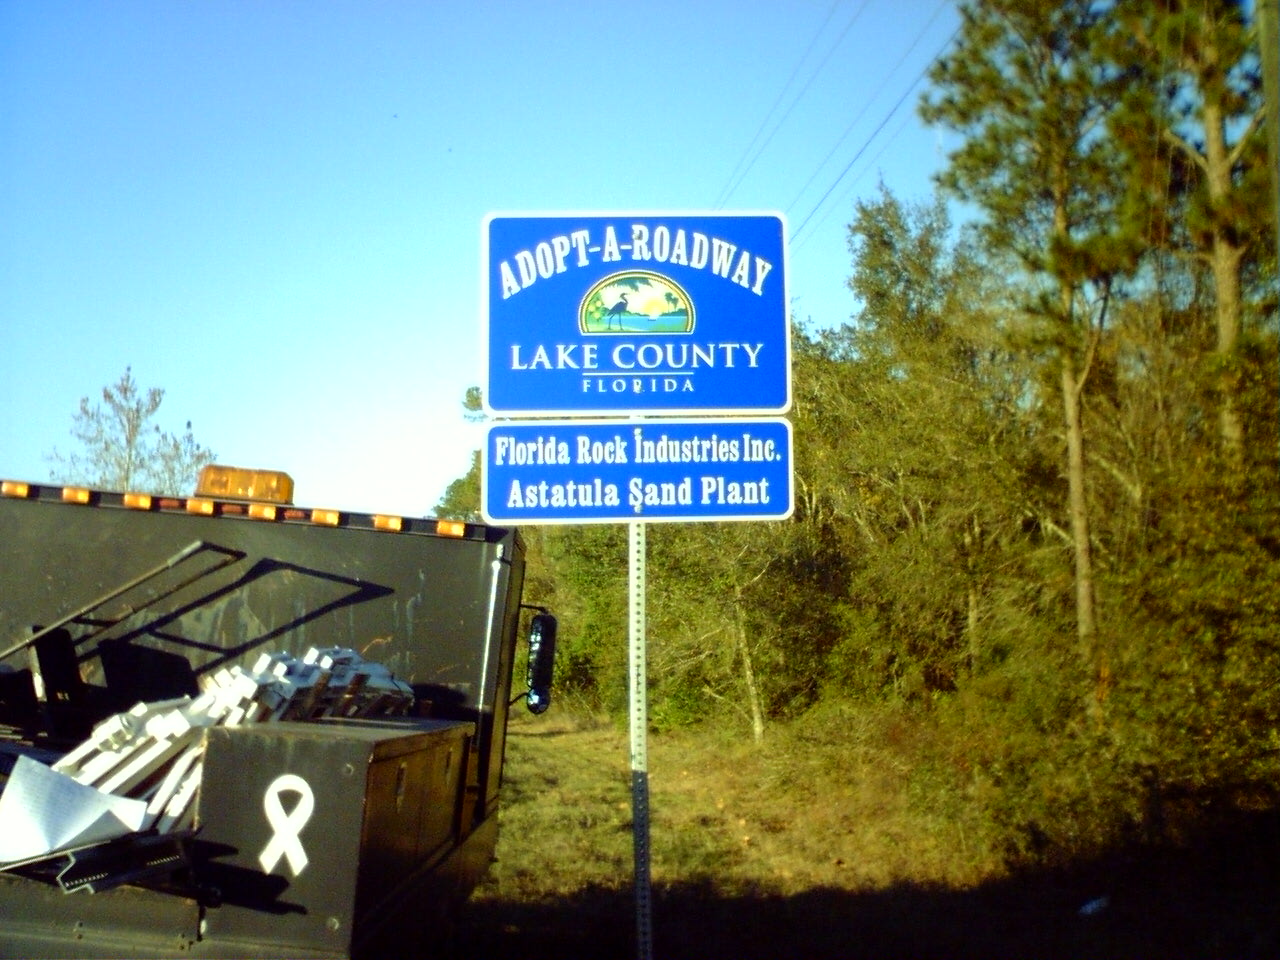 ADOPT-A-ROADWAY
LAKE COUNTY
FLORIDA
Florida Rock Industries Inc.
Astatula Sand Plant